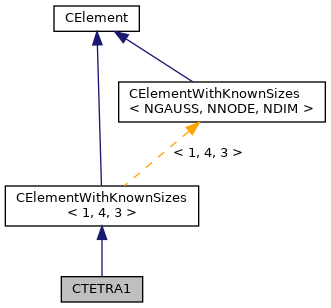 CElement
CElementWithKnownSizes
< NGAUSS, NNODE, NDIM >
< 1, 4, 3 >
CElementWithKnownSizes
< 1, 4, 3 >
CTETRA1